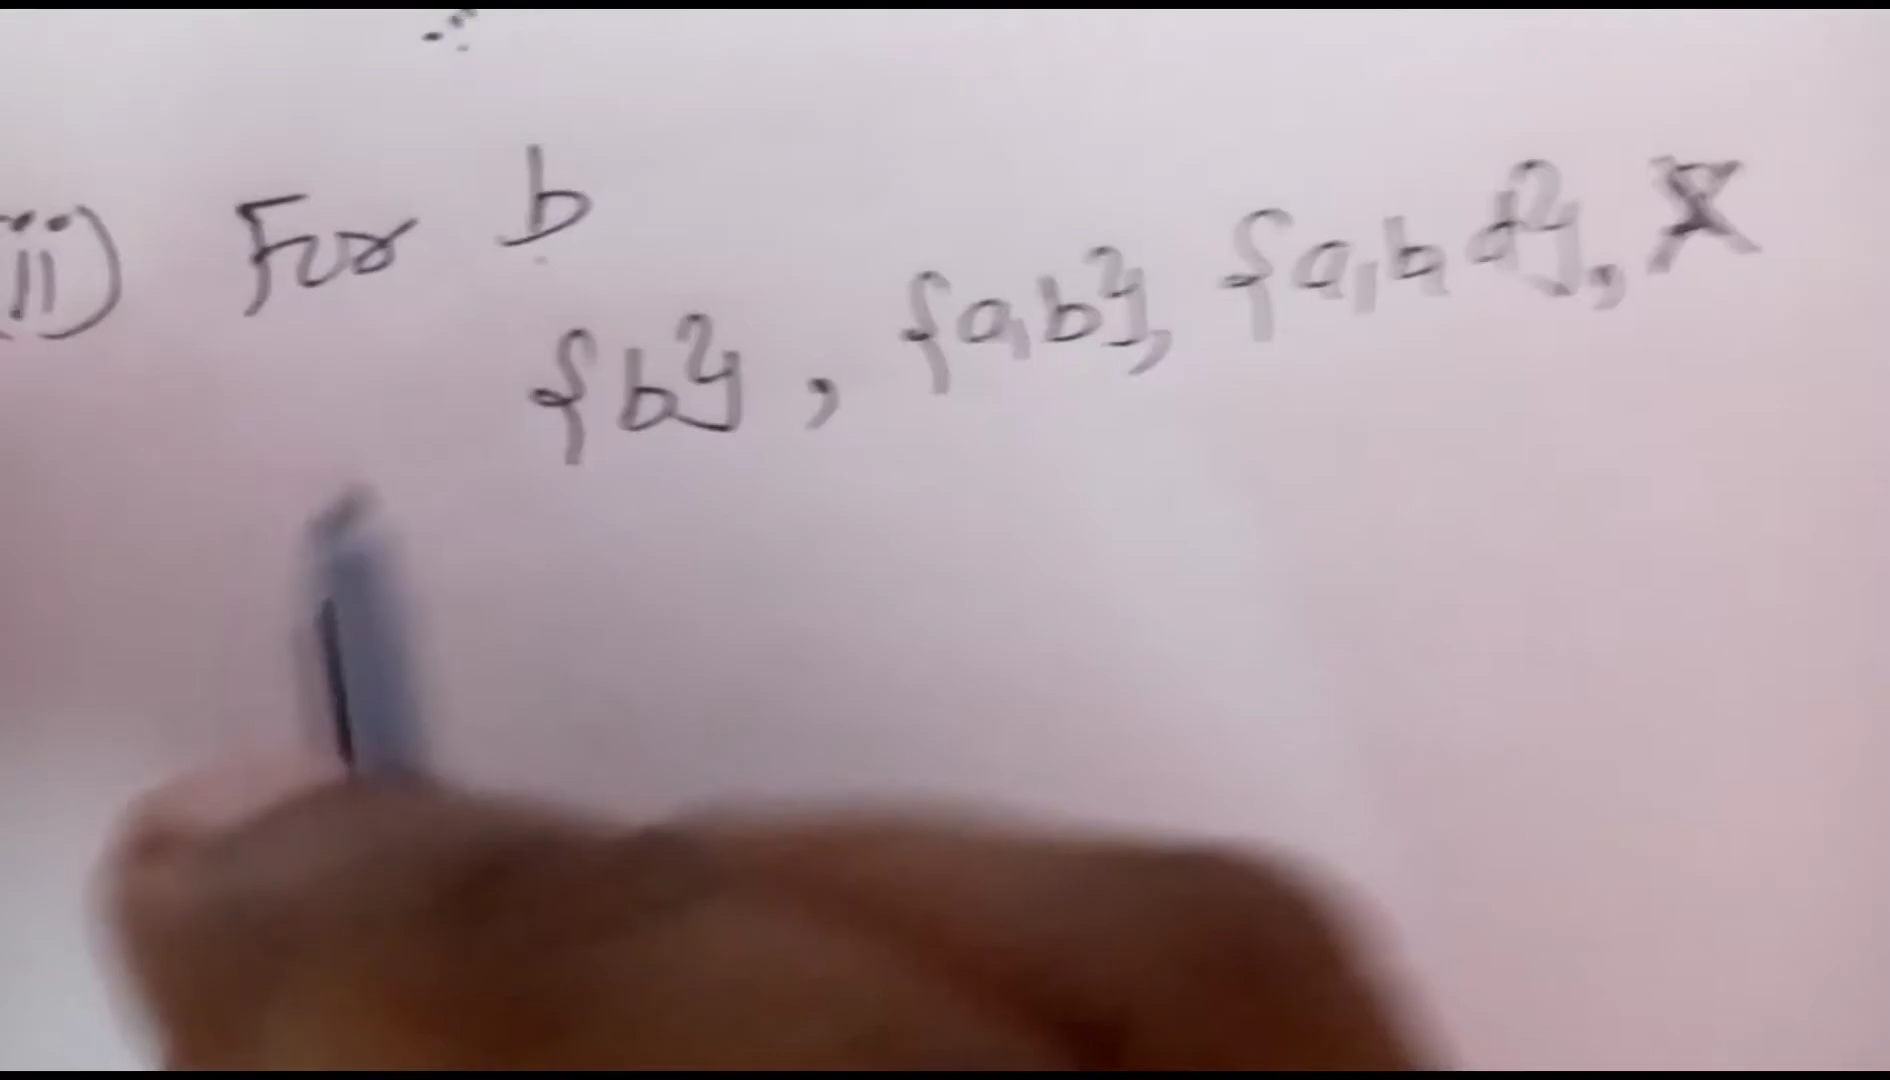 (ii) For b
{b}, {a,b}, {a,b,d}, X